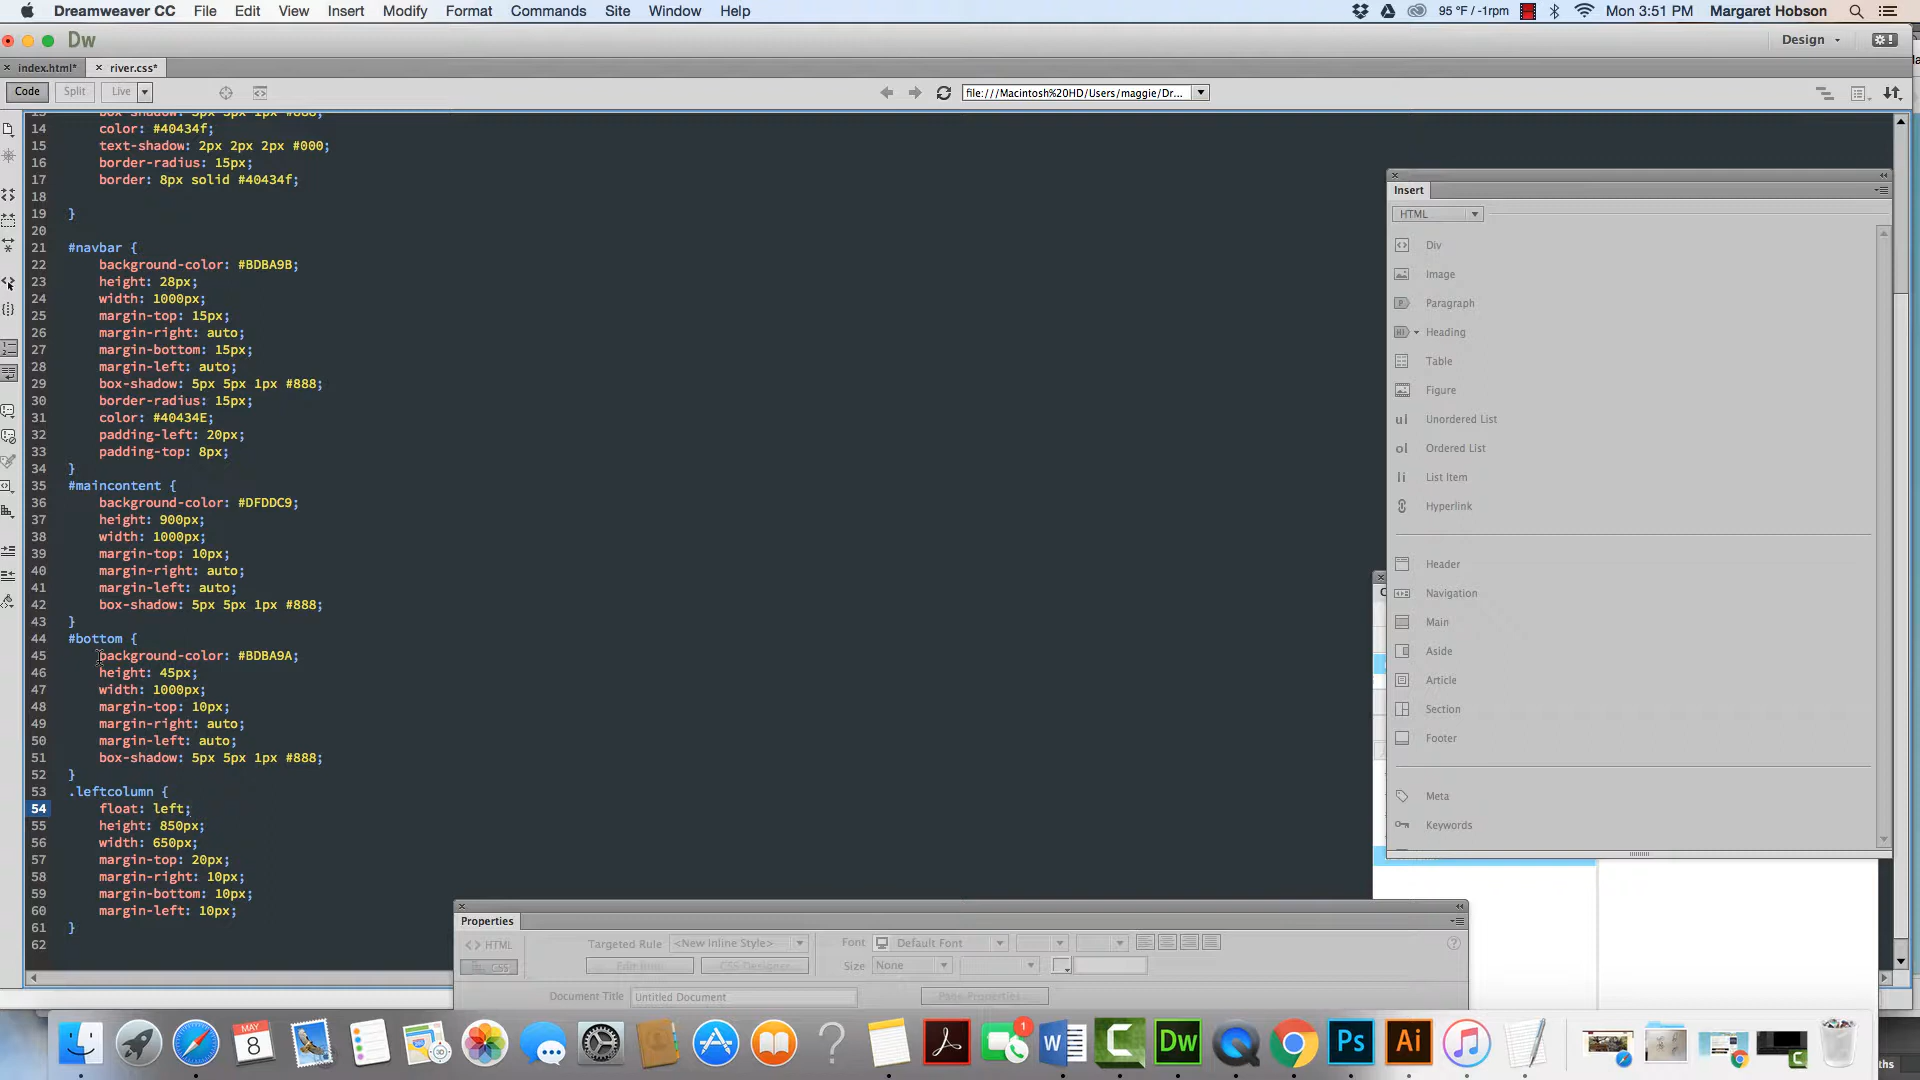 Dreamweaver CC File Edit View Insert Modify Format Commands Site Window Help 95 °F / -1rpm Mon 3:51 PM Margaret Hobson
Dw Design
index.html* river.css*
Code Split Live file:///Macintosh%20HD/Users/maggie/Dr...
14 color: #40434f;
15 text-shadow: 2px 2px 2px #000;
16 border-radius: 15px;
17 border: 8px solid #40434f;
18
19 }
20
21 #navbar {
22 background-color: #BDBA9B;
23 height: 28px;
24 width: 1000px;
25 margin-top: 15px;
26 margin-right: auto;
27 margin-bottom: 15px;
28 margin-left: auto;
29 box-shadow: 5px 5px 1px #888;
30 border-radius: 15px;
31 color: #40434E;
32 padding-left: 20px;
33 padding-top: 8px;
34 }
35 #maincontent {
36 background-color: #DFDDC9;
37 height: 900px;
38 width: 1000px;
39 margin-top: 10px;
40 margin-right: auto;
41 margin-left: auto;
42 box-shadow: 5px 5px 1px #888;
43 }
44 #bottom {
45 background-color: #BDBA9A;
46 height: 45px;
47 width: 1000px;
48 margin-top: 10px;
49 margin-right: auto;
50 margin-left: auto;
51 box-shadow: 5px 5px 1px #888;
52 }
53 .leftcolumn {
54 float: left;
55 height: 850px;
56 width: 650px;
57 margin-top: 20px;
58 margin-right: 10px;
59 margin-bottom: 10px;
60 margin-left: 10px;
61 }
62
Insert
HTML
Div
Image
Paragraph
Heading
Table
Figure
ul Unordered List
ol Ordered List
li List Item
Hyperlink
Header
Navigation
Main
Aside
Article
Section
Footer
Meta
Keywords
Properties
<> HTML Targeted Rule <New Inline Style> Font Default Font
CSS Edit Rule CSS Designer Size None
Document Title Untitled Document Page Properties...
MAY
8
1
Dw Ps Ai